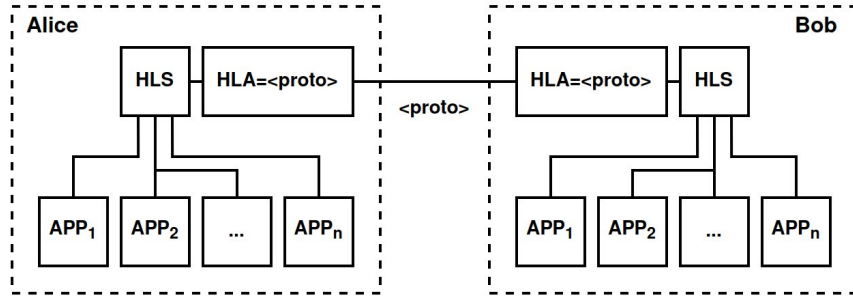 Alice
Bob
HLS
HLA=<proto>
<proto>
HLA=<proto>
HLS
APP₁
APP₂
...
APPₙ
APP₁
APP₂
...
APPₙ